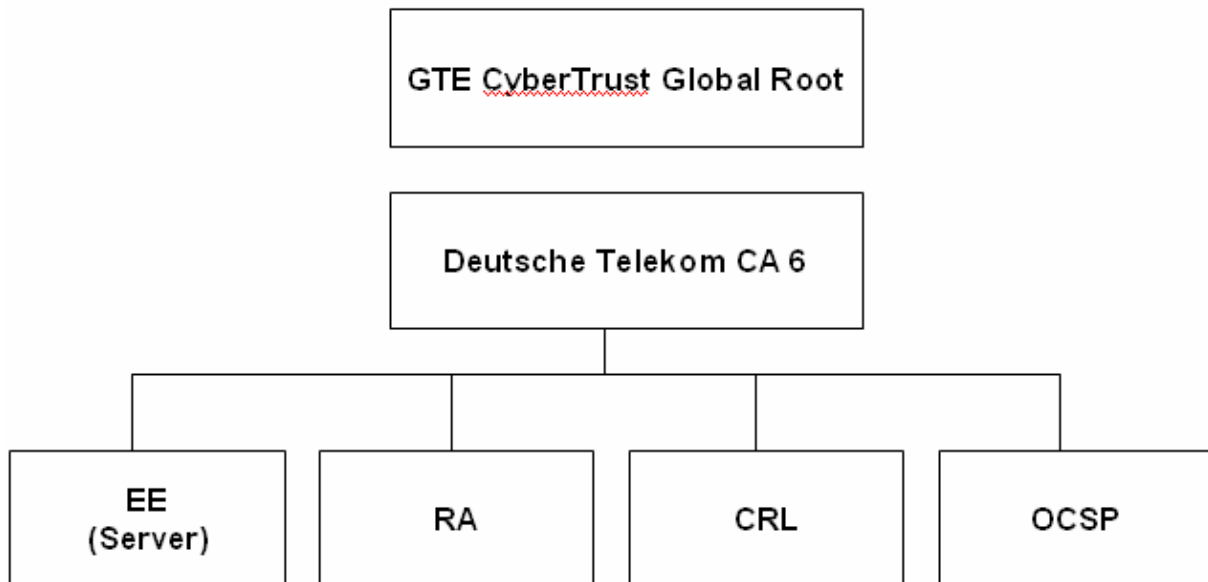 GTE CyberTrust Global Root
Deutsche Telekom CA 6
EE
(Server)
RA
CRL
OCSP